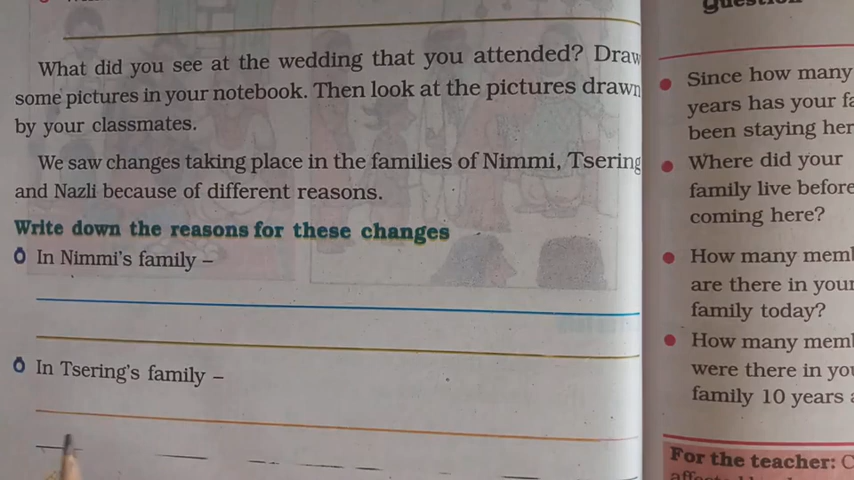 What did you see at the wedding that you attended? Draw
some pictures in your notebook. Then look at the pictures drawn
by your classmates.
We saw changes taking place in the families of Nimmi, Tsering
and Nazli because of different reasons.
Write down the reasons for these changes
In Nimmi's family –
In Tsering's family –
question
Since how many
years has your fa
been staying her
Where did your
family live before
coming here?
How many memb
are there in your
family today?
How many memb
were there in you
family 10 years a
For the teacher: C